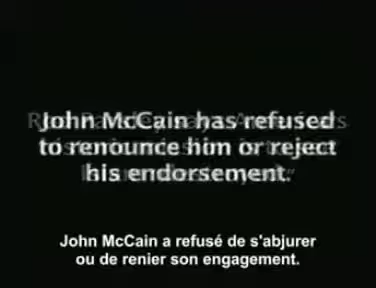 John McCain has refused
to renounce him or reject
his endorsement.
John McCain a refusé de s'abjurer
ou de renier son engagement.